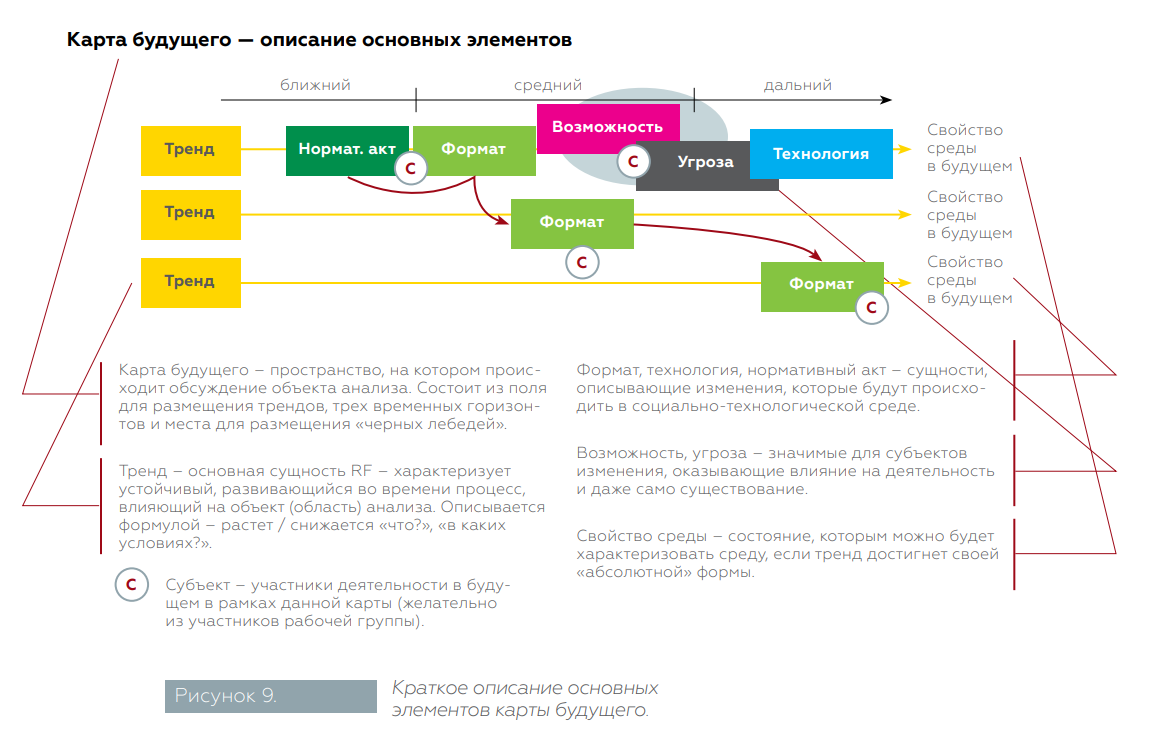 Карта будущего — описание основных элементов
ближний
средний
дальний
Тренд
Нормат. акт
С
Формат
Возможность
С
Угроза
Технология
Свойство
среды
в будущем
Тренд
Формат
С
Свойство
среды
в будущем
Тренд
Формат
С
Свойство
среды
в будущем
Карта будущего – пространство, на котором проис-
ходит обсуждение объекта анализа. Состоит из поля
для размещения трендов, трех временных горизон-
тов и места для размещения «черных лебедей».
Тренд – основная сущность RF – характеризует
устойчивый, развивающийся во времени процесс,
влияющий на объект (область) анализа. Описывается
формулой – растет / снижается «что?», «в каких
условиях?».
С
Субъект – участники деятельности в буду-
щем в рамках данной карты (желательно
из участников рабочей группы).
Формат, технология, нормативный акт – сущности,
описывающие изменения, которые будут происхо-
дить в социально-технологической среде.
Возможность, угроза – значимые для субъектов
изменения, оказывающие влияние на деятельность
и даже само существование.
Свойство среды – состояние, которым можно будет
характеризовать среду, если тренд достигнет своей
«абсолютной» формы.
Рисунок 9.
Краткое описание основных
элементов карты будущего.